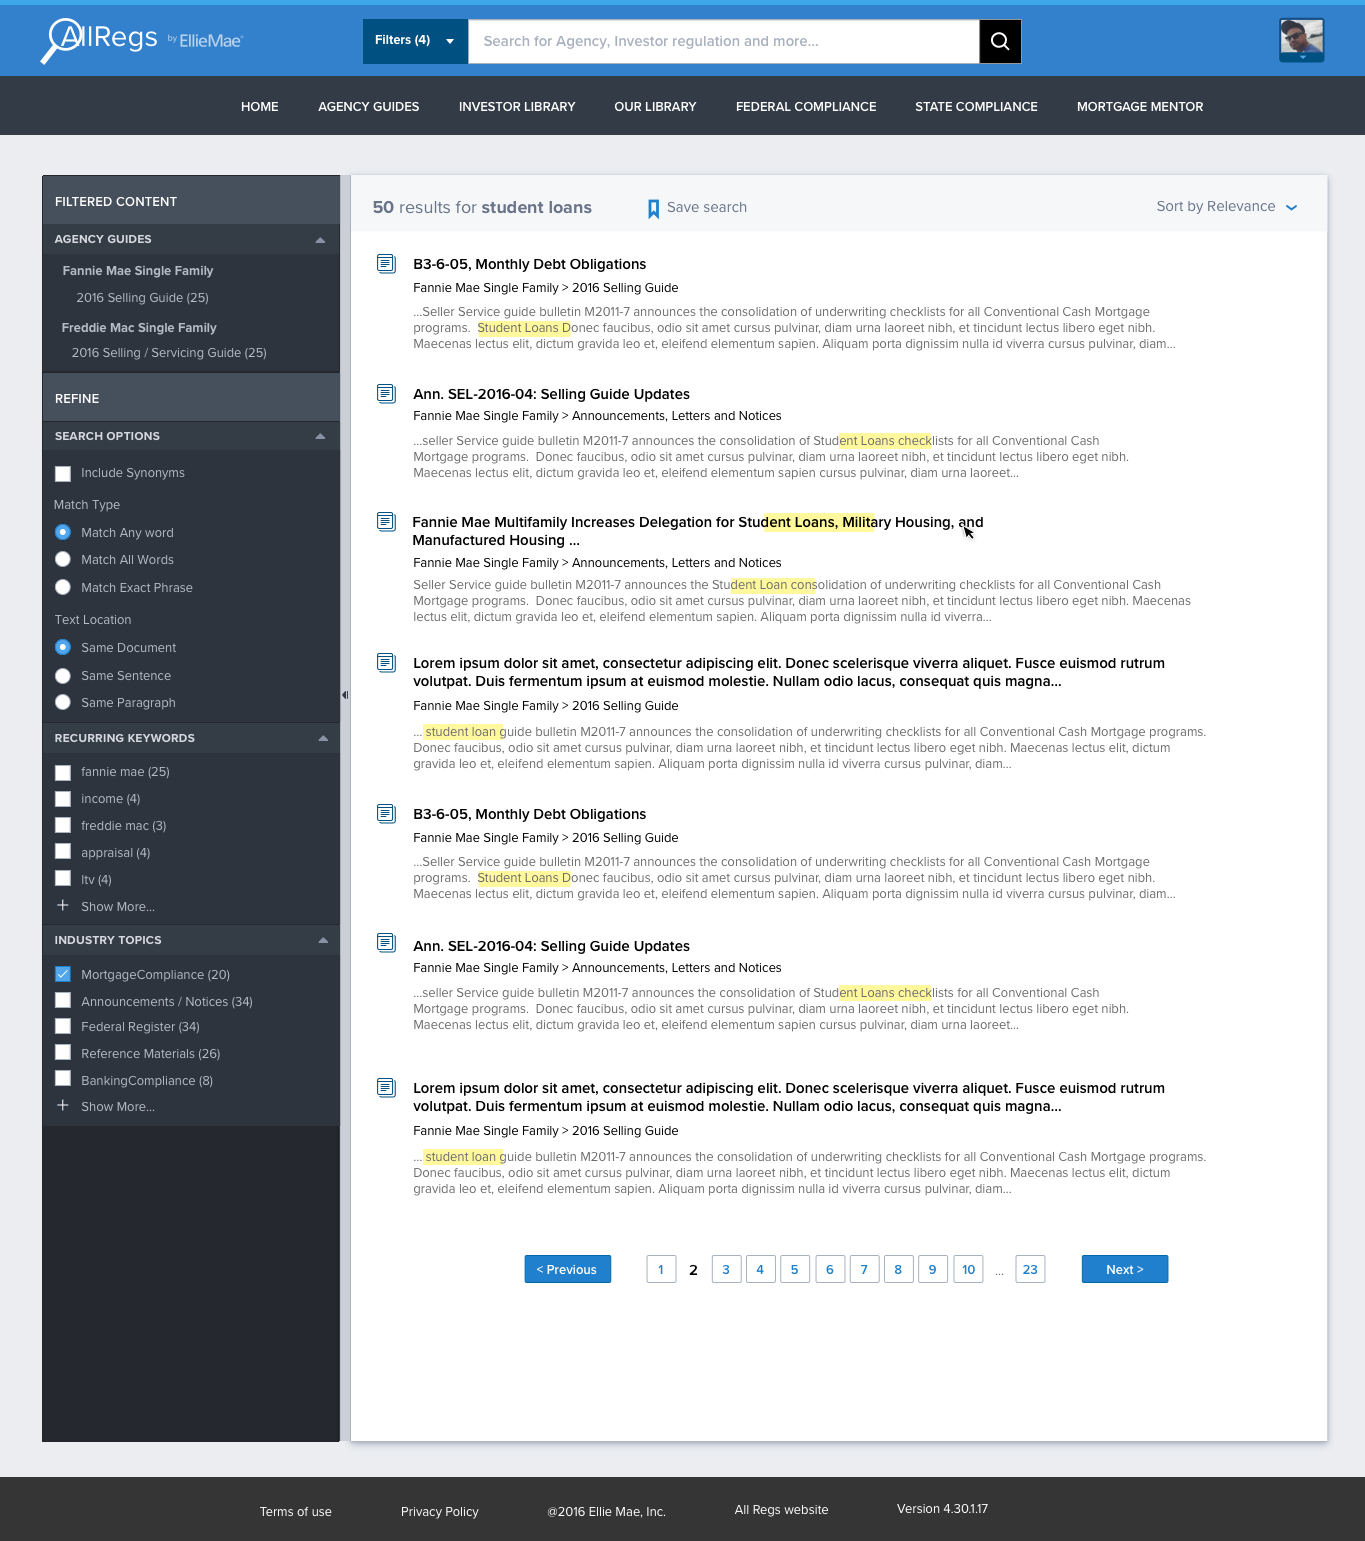 AllRegs by EllieMae
Filters (4)
Search for Agency, Investor regulation and more...
HOME AGENCY GUIDES INVESTOR LIBRARY OUR LIBRARY FEDERAL COMPLIANCE STATE COMPLIANCE MORTGAGE MENTOR
FILTERED CONTENT
AGENCY GUIDES
Fannie Mae Single Family
2016 Selling Guide (25)
Freddie Mac Single Family
2016 Selling / Servicing Guide (25)
REFINE
SEARCH OPTIONS
Include Synonyms
Match Type
Match Any word
Match All Words
Match Exact Phrase
Text Location
Same Document
Same Sentence
Same Paragraph
RECURRING KEYWORDS
fannie mae (25)
income (4)
freddie mac (3)
appraisal (4)
ltv (4)
+ Show More...
INDUSTRY TOPICS
MortgageCompliance (20)
Announcements / Notices (34)
Federal Register (34)
Reference Materials (26)
BankingCompliance (8)
+ Show More...
50 results for student loans
Save search
Sort by Relevance
B3-6-05, Monthly Debt Obligations
Fannie Mae Single Family > 2016 Selling Guide
...Seller Service guide bulletin M2011-7 announces the consolidation of underwriting checklists for all Conventional Cash Mortgage
programs. Student Loans Donec faucibus, odio sit amet cursus pulvinar, diam urna laoreet nibh, et tincidunt lectus libero eget nibh.
Maecenas lectus elit, dictum gravida leo et, eleifend elementum sapien. Aliquam porta dignissim nulla id viverra cursus pulvinar, diam...
Ann. SEL-2016-04: Selling Guide Updates
Fannie Mae Single Family > Announcements, Letters and Notices
...seller Service guide bulletin M2011-7 announces the consolidation of Student Loans checklists for all Conventional Cash
Mortgage programs. Donec faucibus, odio sit amet cursus pulvinar, diam urna laoreet nibh, et tincidunt lectus libero eget nibh.
Maecenas lectus elit, dictum gravida leo et, eleifend elementum sapien cursus pulvinar, diam urna laoreet...
Fannie Mae Multifamily Increases Delegation for Student Loans, Military Housing, and
Manufactured Housing ...
Fannie Mae Single Family > Announcements, Letters and Notices
Seller Service guide bulletin M2011-7 announces the Student Loan consolidation of underwriting checklists for all Conventional Cash
Mortgage programs. Donec faucibus, odio sit amet cursus pulvinar, diam urna laoreet nibh, et tincidunt lectus libero eget nibh. Maecenas
lectus elit, dictum gravida leo et, eleifend elementum sapien. Aliquam porta dignissim nulla id viverra...
Lorem ipsum dolor sit amet, consectetur adipiscing elit. Donec scelerisque viverra aliquet. Fusce euismod rutrum
volutpat. Duis fermentum ipsum at euismod molestie. Nullam odio lacus, consequat quis magna...
Fannie Mae Single Family > 2016 Selling Guide
... student loan guide bulletin M2011-7 announces the consolidation of underwriting checklists for all Conventional Cash Mortgage programs.
Donec faucibus, odio sit amet cursus pulvinar, diam urna laoreet nibh, et tincidunt lectus libero eget nibh. Maecenas lectus elit, dictum
gravida leo et, eleifend elementum sapien. Aliquam porta dignissim nulla id viverra cursus pulvinar, diam...
B3-6-05, Monthly Debt Obligations
Fannie Mae Single Family > 2016 Selling Guide
...Seller Service guide bulletin M2011-7 announces the consolidation of underwriting checklists for all Conventional Cash Mortgage
programs. Student Loans Donec faucibus, odio sit amet cursus pulvinar, diam urna laoreet nibh, et tincidunt lectus libero eget nibh.
Maecenas lectus elit, dictum gravida leo et, eleifend elementum sapien. Aliquam porta dignissim nulla id viverra cursus pulvinar, diam...
Ann. SEL-2016-04: Selling Guide Updates
Fannie Mae Single Family > Announcements, Letters and Notices
...seller Service guide bulletin M2011-7 announces the consolidation of Student Loans checklists for all Conventional Cash
Mortgage programs. Donec faucibus, odio sit amet cursus pulvinar, diam urna laoreet nibh, et tincidunt lectus libero eget nibh.
Maecenas lectus elit, dictum gravida leo et, eleifend elementum sapien cursus pulvinar, diam urna laoreet...
Lorem ipsum dolor sit amet, consectetur adipiscing elit. Donec scelerisque viverra aliquet. Fusce euismod rutrum
volutpat. Duis fermentum ipsum at euismod molestie. Nullam odio lacus, consequat quis magna...
Fannie Mae Single Family > 2016 Selling Guide
... student loan guide bulletin M2011-7 announces the consolidation of underwriting checklists for all Conventional Cash Mortgage programs.
Donec faucibus, odio sit amet cursus pulvinar, diam urna laoreet nibh, et tincidunt lectus libero eget nibh. Maecenas lectus elit, dictum
gravida leo et, eleifend elementum sapien. Aliquam porta dignissim nulla id viverra cursus pulvinar, diam...
< Previous 1 2 3 4 5 6 7 8 9 10 ... 23 Next >
Terms of use Privacy Policy @2016 Ellie Mae, Inc. All Regs website Version 4.30.1.17